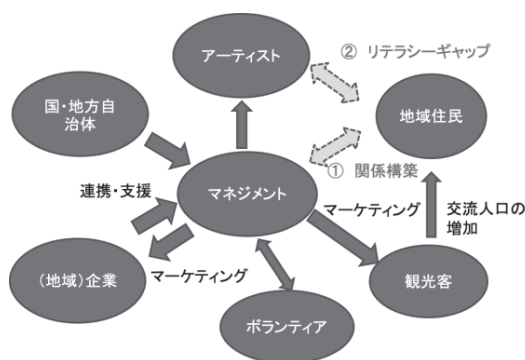 アーティスト
② リテラシーギャップ
国・地方自
治体
地域住民
① 関係構築
連携・支援
マネジメント
マーケティング
交流人口の
増加
(地域)企業
マーケティング
観光客
ボランティア